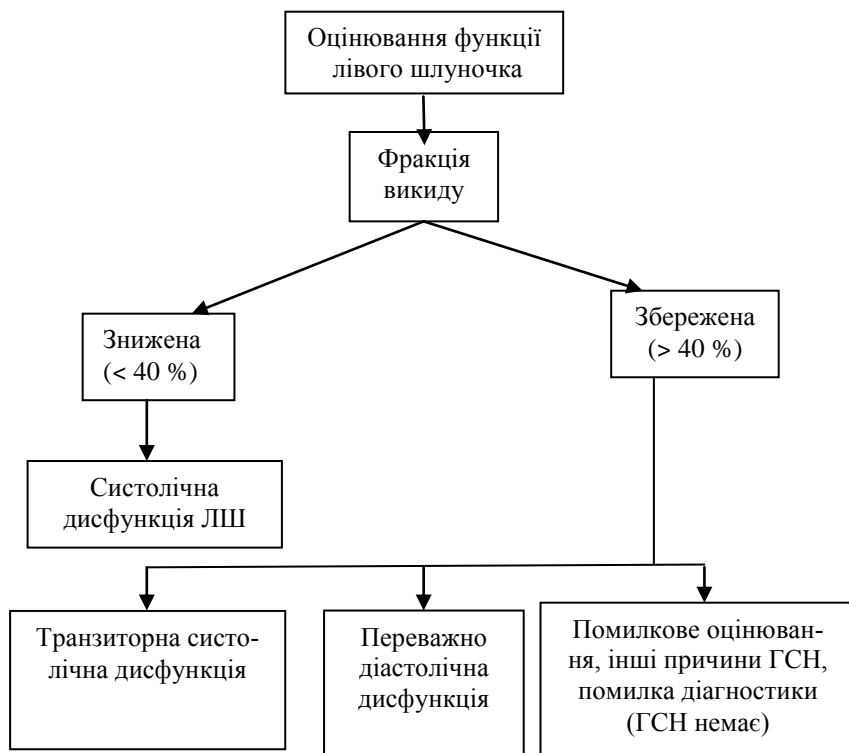 Оцінювання функції
лівого шлуночка
Фракція
викиду
Знижена
(< 40 %)
Збережена
(> 40 %)
Систолічна
дисфункція ЛШ
Транзиторна систо-
лічна дисфункція
Переважно
діастолічна
дисфункція
Помилкове оцінюван-
ня, інші причини ГСН,
помилка діагностики
(ГСН немає)